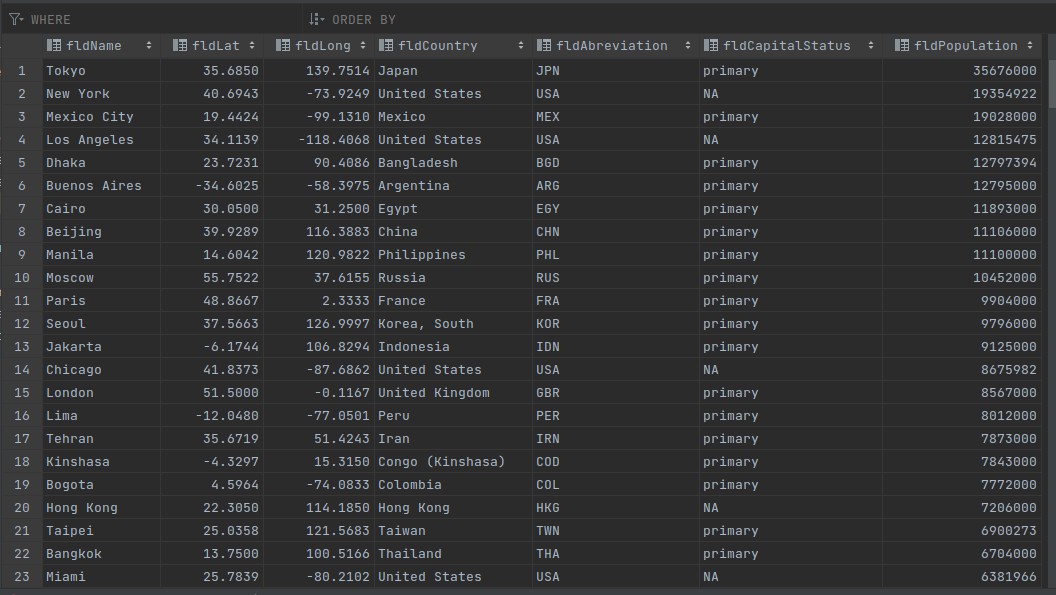 WHERE ORDER BY
fldName fldLat fldLong fldCountry fldAbreviation fldCapitalStatus fldPopulation
1 Tokyo 35.6850 139.7514 Japan JPN primary 35676000
2 New York 40.6943 -73.9249 United States USA NA 19354922
3 Mexico City 19.4424 -99.1310 Mexico MEX primary 19028000
4 Los Angeles 34.1139 -118.4068 United States USA NA 12815475
5 Dhaka 23.7231 90.4086 Bangladesh BGD primary 12797394
6 Buenos Aires -34.6025 -58.3975 Argentina ARG primary 12795000
7 Cairo 30.0500 31.2500 Egypt EGY primary 11893000
8 Beijing 39.9289 116.3883 China CHN primary 11106000
9 Manila 14.6042 120.9822 Philippines PHL primary 11100000
10 Moscow 55.7522 37.6155 Russia RUS primary 10452000
11 Paris 48.8667 2.3333 France FRA primary 9904000
12 Seoul 37.5663 126.9997 Korea, South KOR primary 9796000
13 Jakarta -6.1744 106.8294 Indonesia IDN primary 9125000
14 Chicago 41.8373 -87.6862 United States USA NA 8675982
15 London 51.5000 -0.1167 United Kingdom GBR primary 8567000
16 Lima -12.0480 -77.0501 Peru PER primary 8012000
17 Tehran 35.6719 51.4243 Iran IRN primary 7873000
18 Kinshasa -4.3297 15.3150 Congo (Kinshasa) COD primary 7843000
19 Bogota 4.5964 -74.0833 Colombia COL primary 7772000
20 Hong Kong 22.3050 114.1850 Hong Kong HKG NA 7206000
21 Taipei 25.0358 121.5683 Taiwan TWN primary 6900273
22 Bangkok 13.7500 100.5166 Thailand THA primary 6704000
23 Miami 25.7839 -80.2102 United States USA NA 6381966